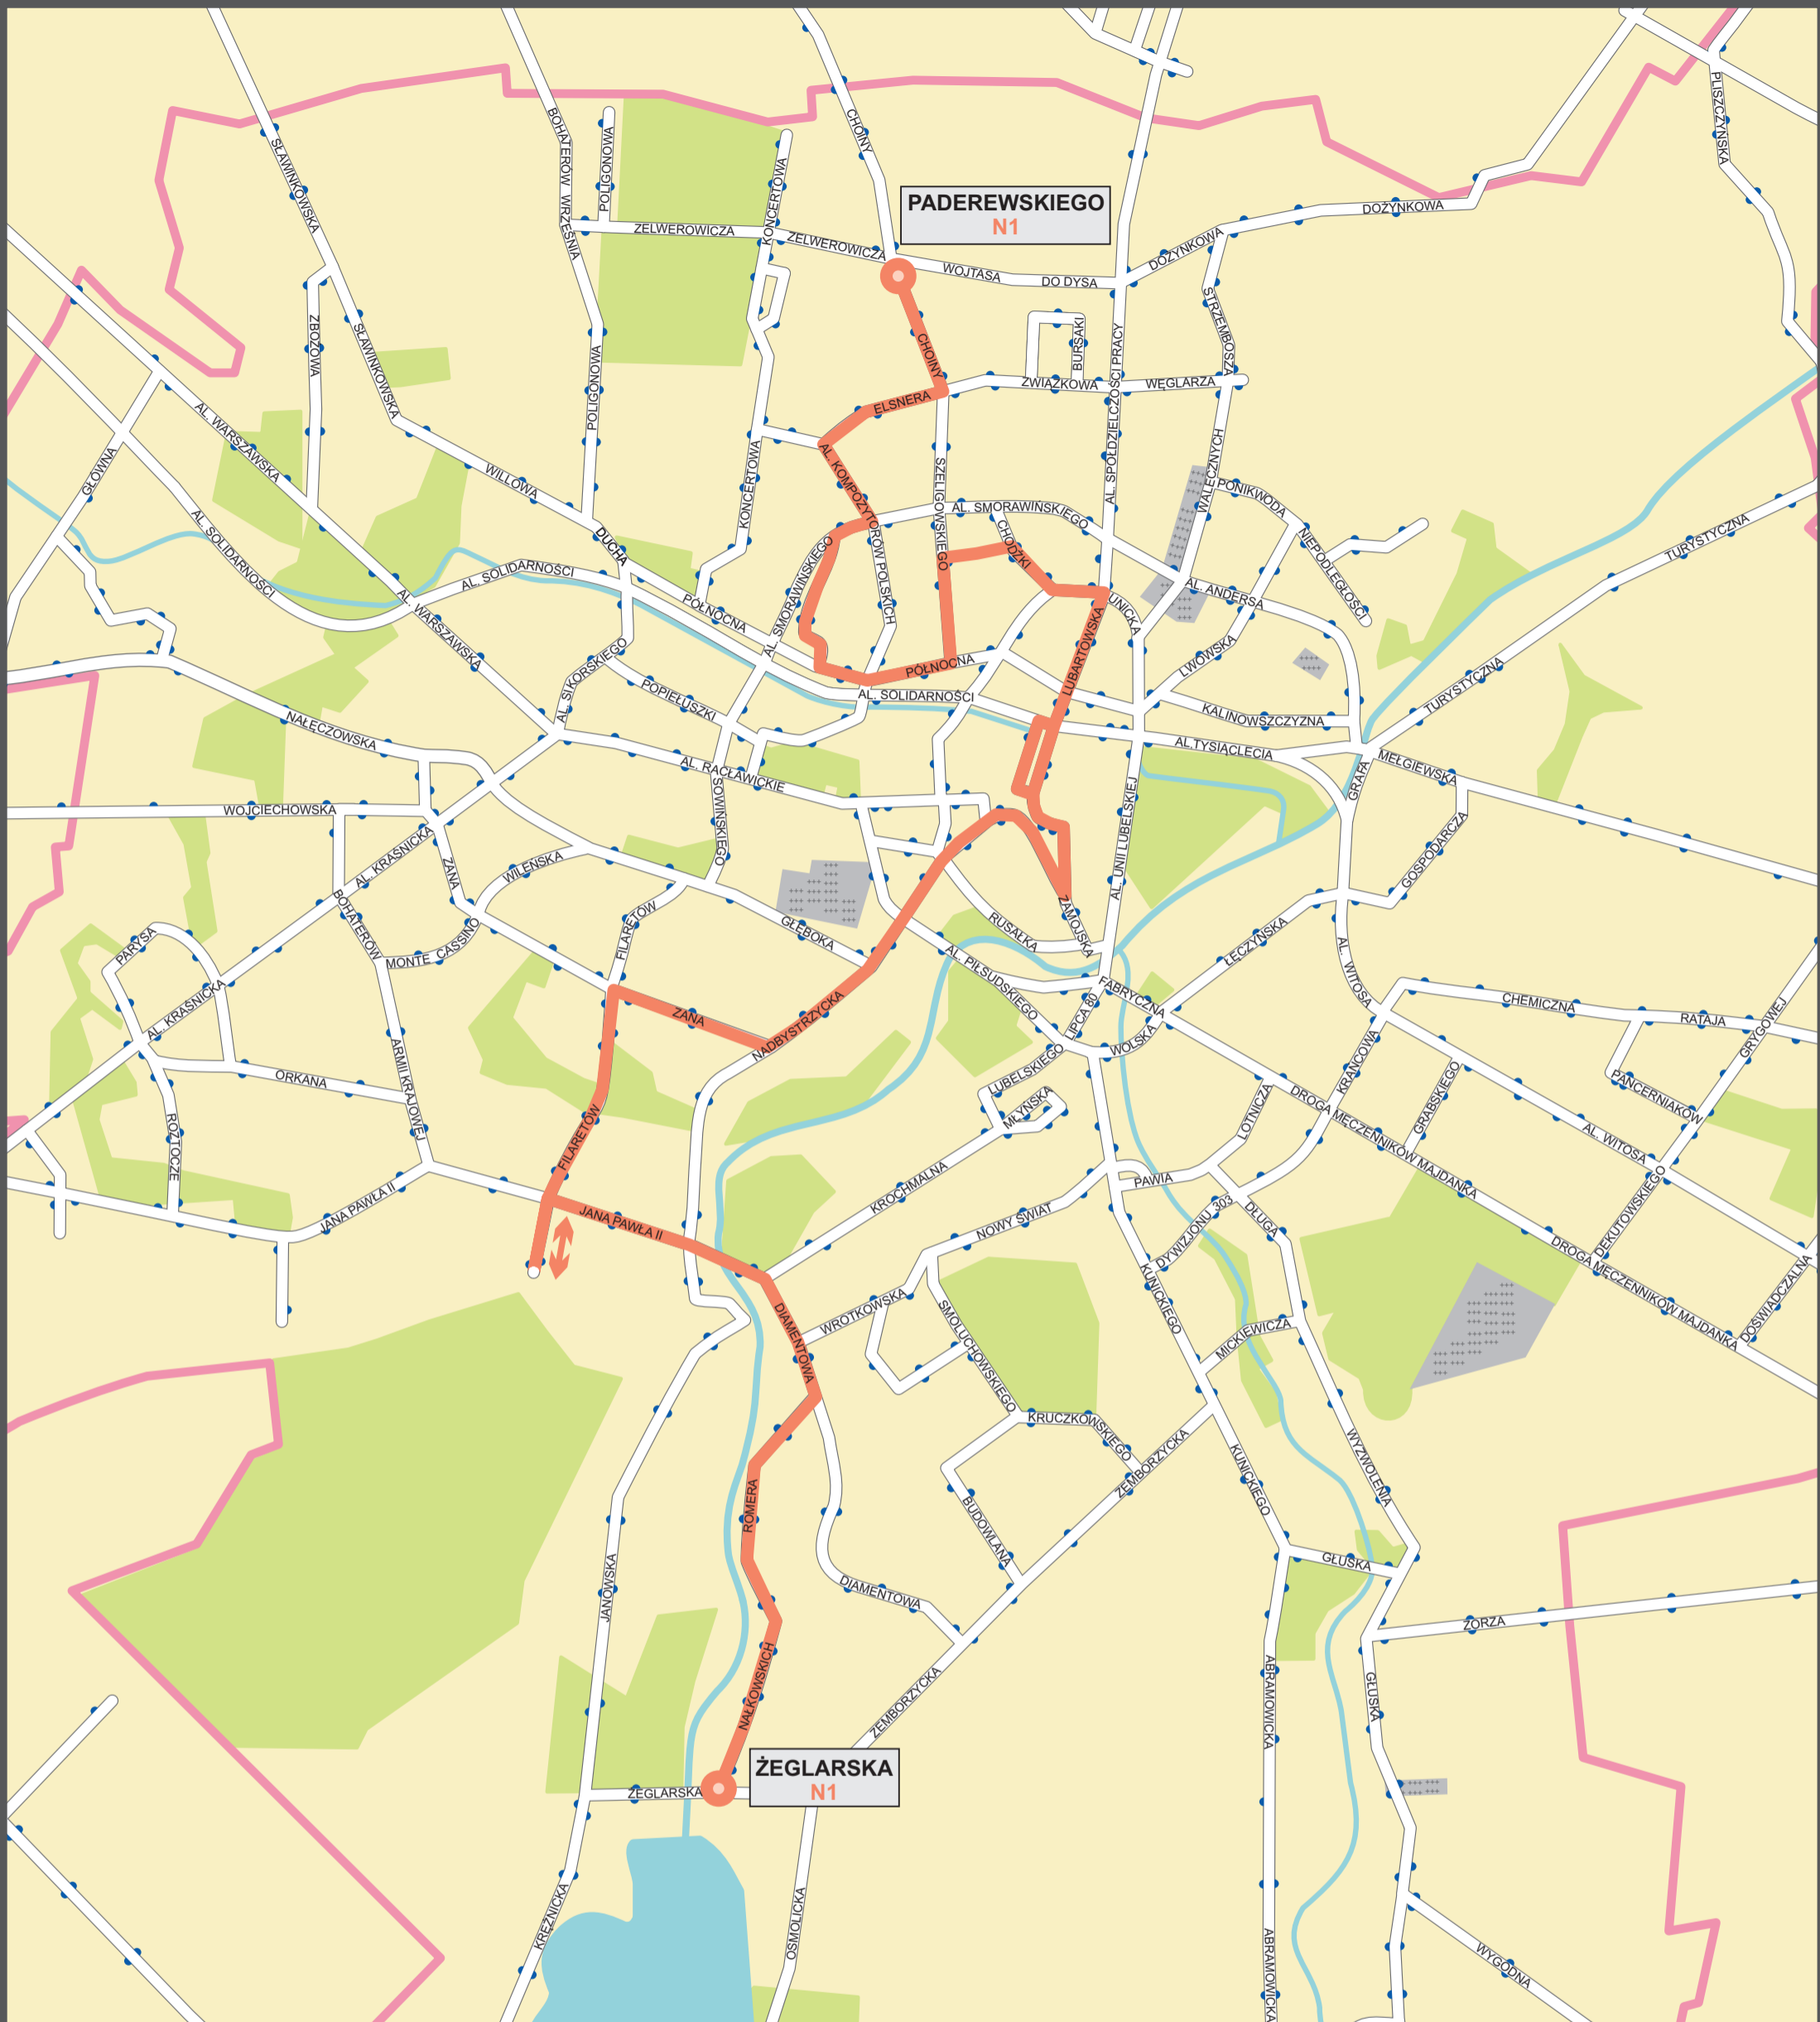 CHOINY
PLISZCZYŃSKA
BOHATERÓW WRZEŚNIA
POLIGONOWA
SŁAWINKOWSKA
KONCERTOWA
PADEREWSKIEGO
N1
DOŻYNKOWA
ZELWEROWICZA
ZELWEROWICZA
DOŻYNKOWA
WOJTASA
DO DYSA
STRZEMBOSZA
ZBOŻOWA
SŁAWINKOWSKA
POLIGONOWA
CHOINY
BURSAKI
AL. SPÓŁDZIELCZOŚCI PRACY
ZWIĄZKOWA
WĘGLARZA
ELSNERA
AL. WARSZAWSKA
GŁÓWNA
WILLOWA
KONCERTOWA
AL. KOMPOZYTORÓW POLSKICH
SZELIGOWSKIEGO
WALECZNYCH
PONIKWODA
AL. SMORAWIŃSKIEGO
CHODŹKI
NIEPODLEGŁOŚCI
TURYSTYCZNA
AL. SOLIDARNOŚCI
DUCHA
AL. SOLIDARNOŚCI
AL. SMORAWIŃSKIEGO
AL. WARSZAWSKA
PÓŁNOCNA
UNICKA
AL. ANDERSA
LUBARTOWSKA
LWOWSKA
AL. SIKORSKIEGO
PÓŁNOCNA
POPIEŁUSZKI
AL. SOLIDARNOŚCI
TURYSTYCZNA
KALINOWSZCZYZNA
NAŁĘCZOWSKA
AL.TYSIĄCLECIA
MEŁGIEWSKA
GRAFA
AL. RACŁAWICKIE
SOWIŃSKIEGO
AL. UNII LUBELSKIEJ
WOJCIECHOWSKA
AL. KRAŚNICKA
ZANA
WILEŃSKA
GOSPODARCZA
BOHATERÓW
MONTE CASSINO
FILARETÓW
GŁĘBOKA
RUSAŁKA
ZAMOJSKA
ŁĘCZYŃSKA
PARYSA
AL. PIŁSUDSKIEGO
AL. WITOSA
AL. KRAŚNICKA
FABRYCZNA
CHEMICZNA
RATAJA
GRYGOWEJ
ZANA
NADBYSTRZYCKA
LIPCA 80
WOLSKA
LUBELSKIEGO
KRAŃCOWA
ARMII KRAJOWEJ
ORKANA
MŁYŃSKA
LOTNICZA
DROGA MĘCZENNIKÓW MAJDANKA
GRABSKIEGO
PANCERNIAKÓW
ROZTOCZE
FILARETÓW
AL. WITOSA
KROCHMALNA
PAWIA
DEKUTOWSKIEGO
JANA PAWŁA II
JANA PAWŁA II
NOWY ŚWIAT
DYWIZJONU 303
DŁUGA
DROGA MĘCZENNIKÓW MAJDANKA
DOŚWIADCZALNA
KUNICKIEGO
DIAMENTOWA
WROTKOWSKA
SMOLUCHOWSKIEGO
MICKIEWICZA
KRUCZKOWSKIEGO
ZEMBORZYCKA
KUNICKIEGO
WYZWOLENIA
ROMERA
BUDOWLANA
JANOWSKA
DIAMENTOWA
GŁUSKA
ŻORZA
NAŁKOWSKICH
ZEMBORZYCKA
ABRAMOWICKA
GŁUSKA
ŻEGLARSKA
N1
ŻEGLARSKA
KRĘŻNICKA
OSMOLICKA
ABRAMOWICKA
WYGODNA